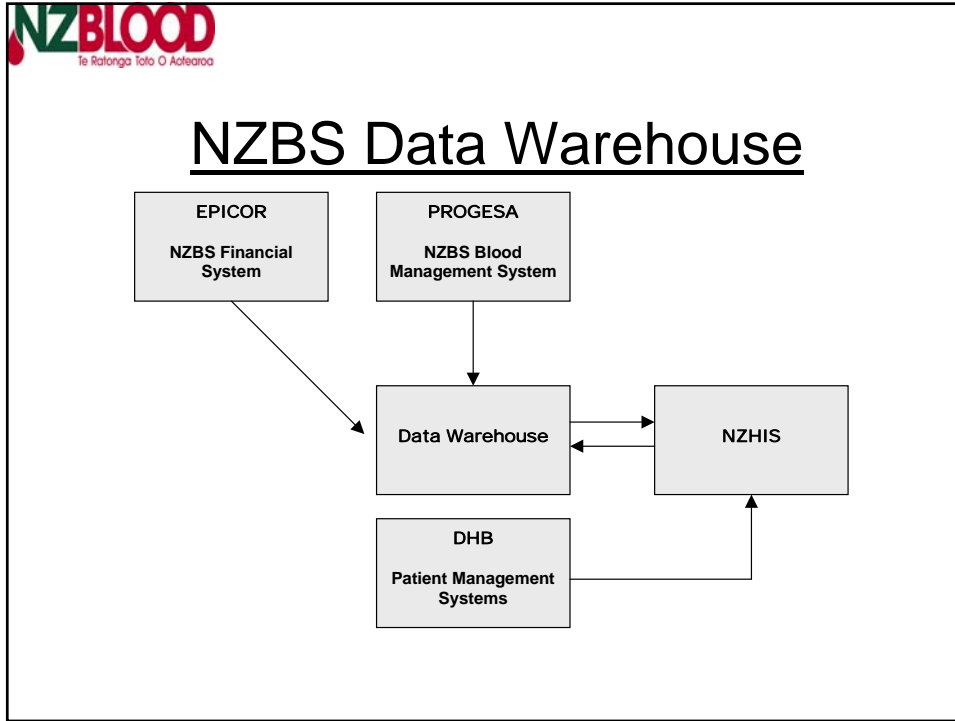 NZBLOOD
Te Ratonga Toto O Aotearoa
NZBS Data Warehouse
EPICOR
NZBS Financial
System
PROGESA
NZBS Blood
Management System
Data Warehouse
NZHIS
DHB
Patient Management
Systems